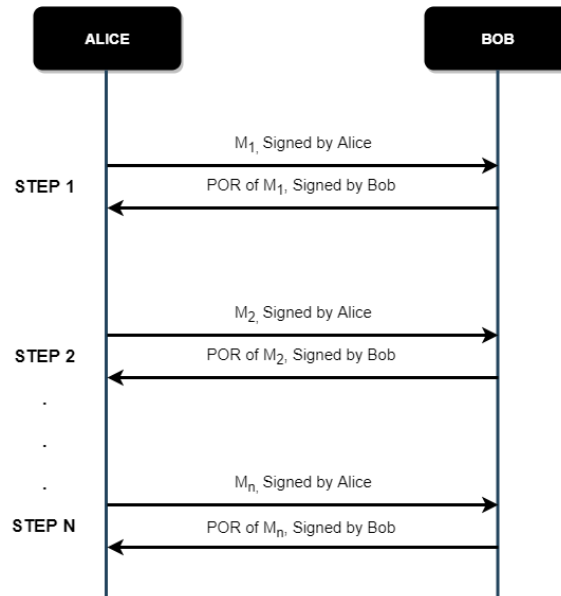 ALICE
BOB
M1, Signed by Alice
STEP 1
POR of M1, Signed by Bob
M2, Signed by Alice
STEP 2
POR of M2, Signed by Bob
.
.
.
Mn, Signed by Alice
STEP N
POR of Mn, Signed by Bob